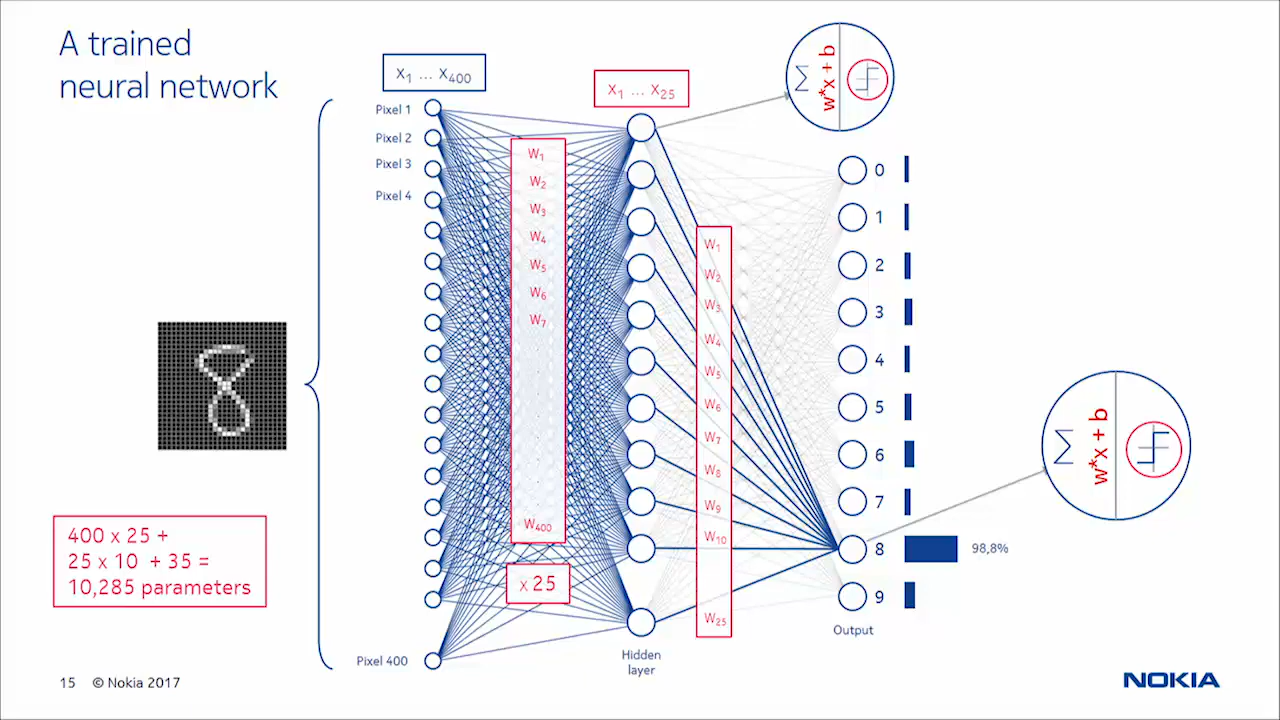 A trained
neural network
x₁ ... x₄₀₀
x₁ ... x₂₅
Σ
w*x + b
Pixel 1
Pixel 2
Pixel 3
Pixel 4
Pixel 400
W₁
W₂
W₃
W₄
W₅
W₆
W₇
W₄₀₀
x 25
W₁
W₂
W₃
W₄
W₅
W₆
W₇
W₈
W₉
W₁₀
W₂₅
Hidden
layer
0
1
2
3
4
5
6
7
8
98,8%
9
Output
Σ
w*x + b
400 x 25 +
25 x 10 + 35 =
10,285 parameters
15 © Nokia 2017
NOKIA